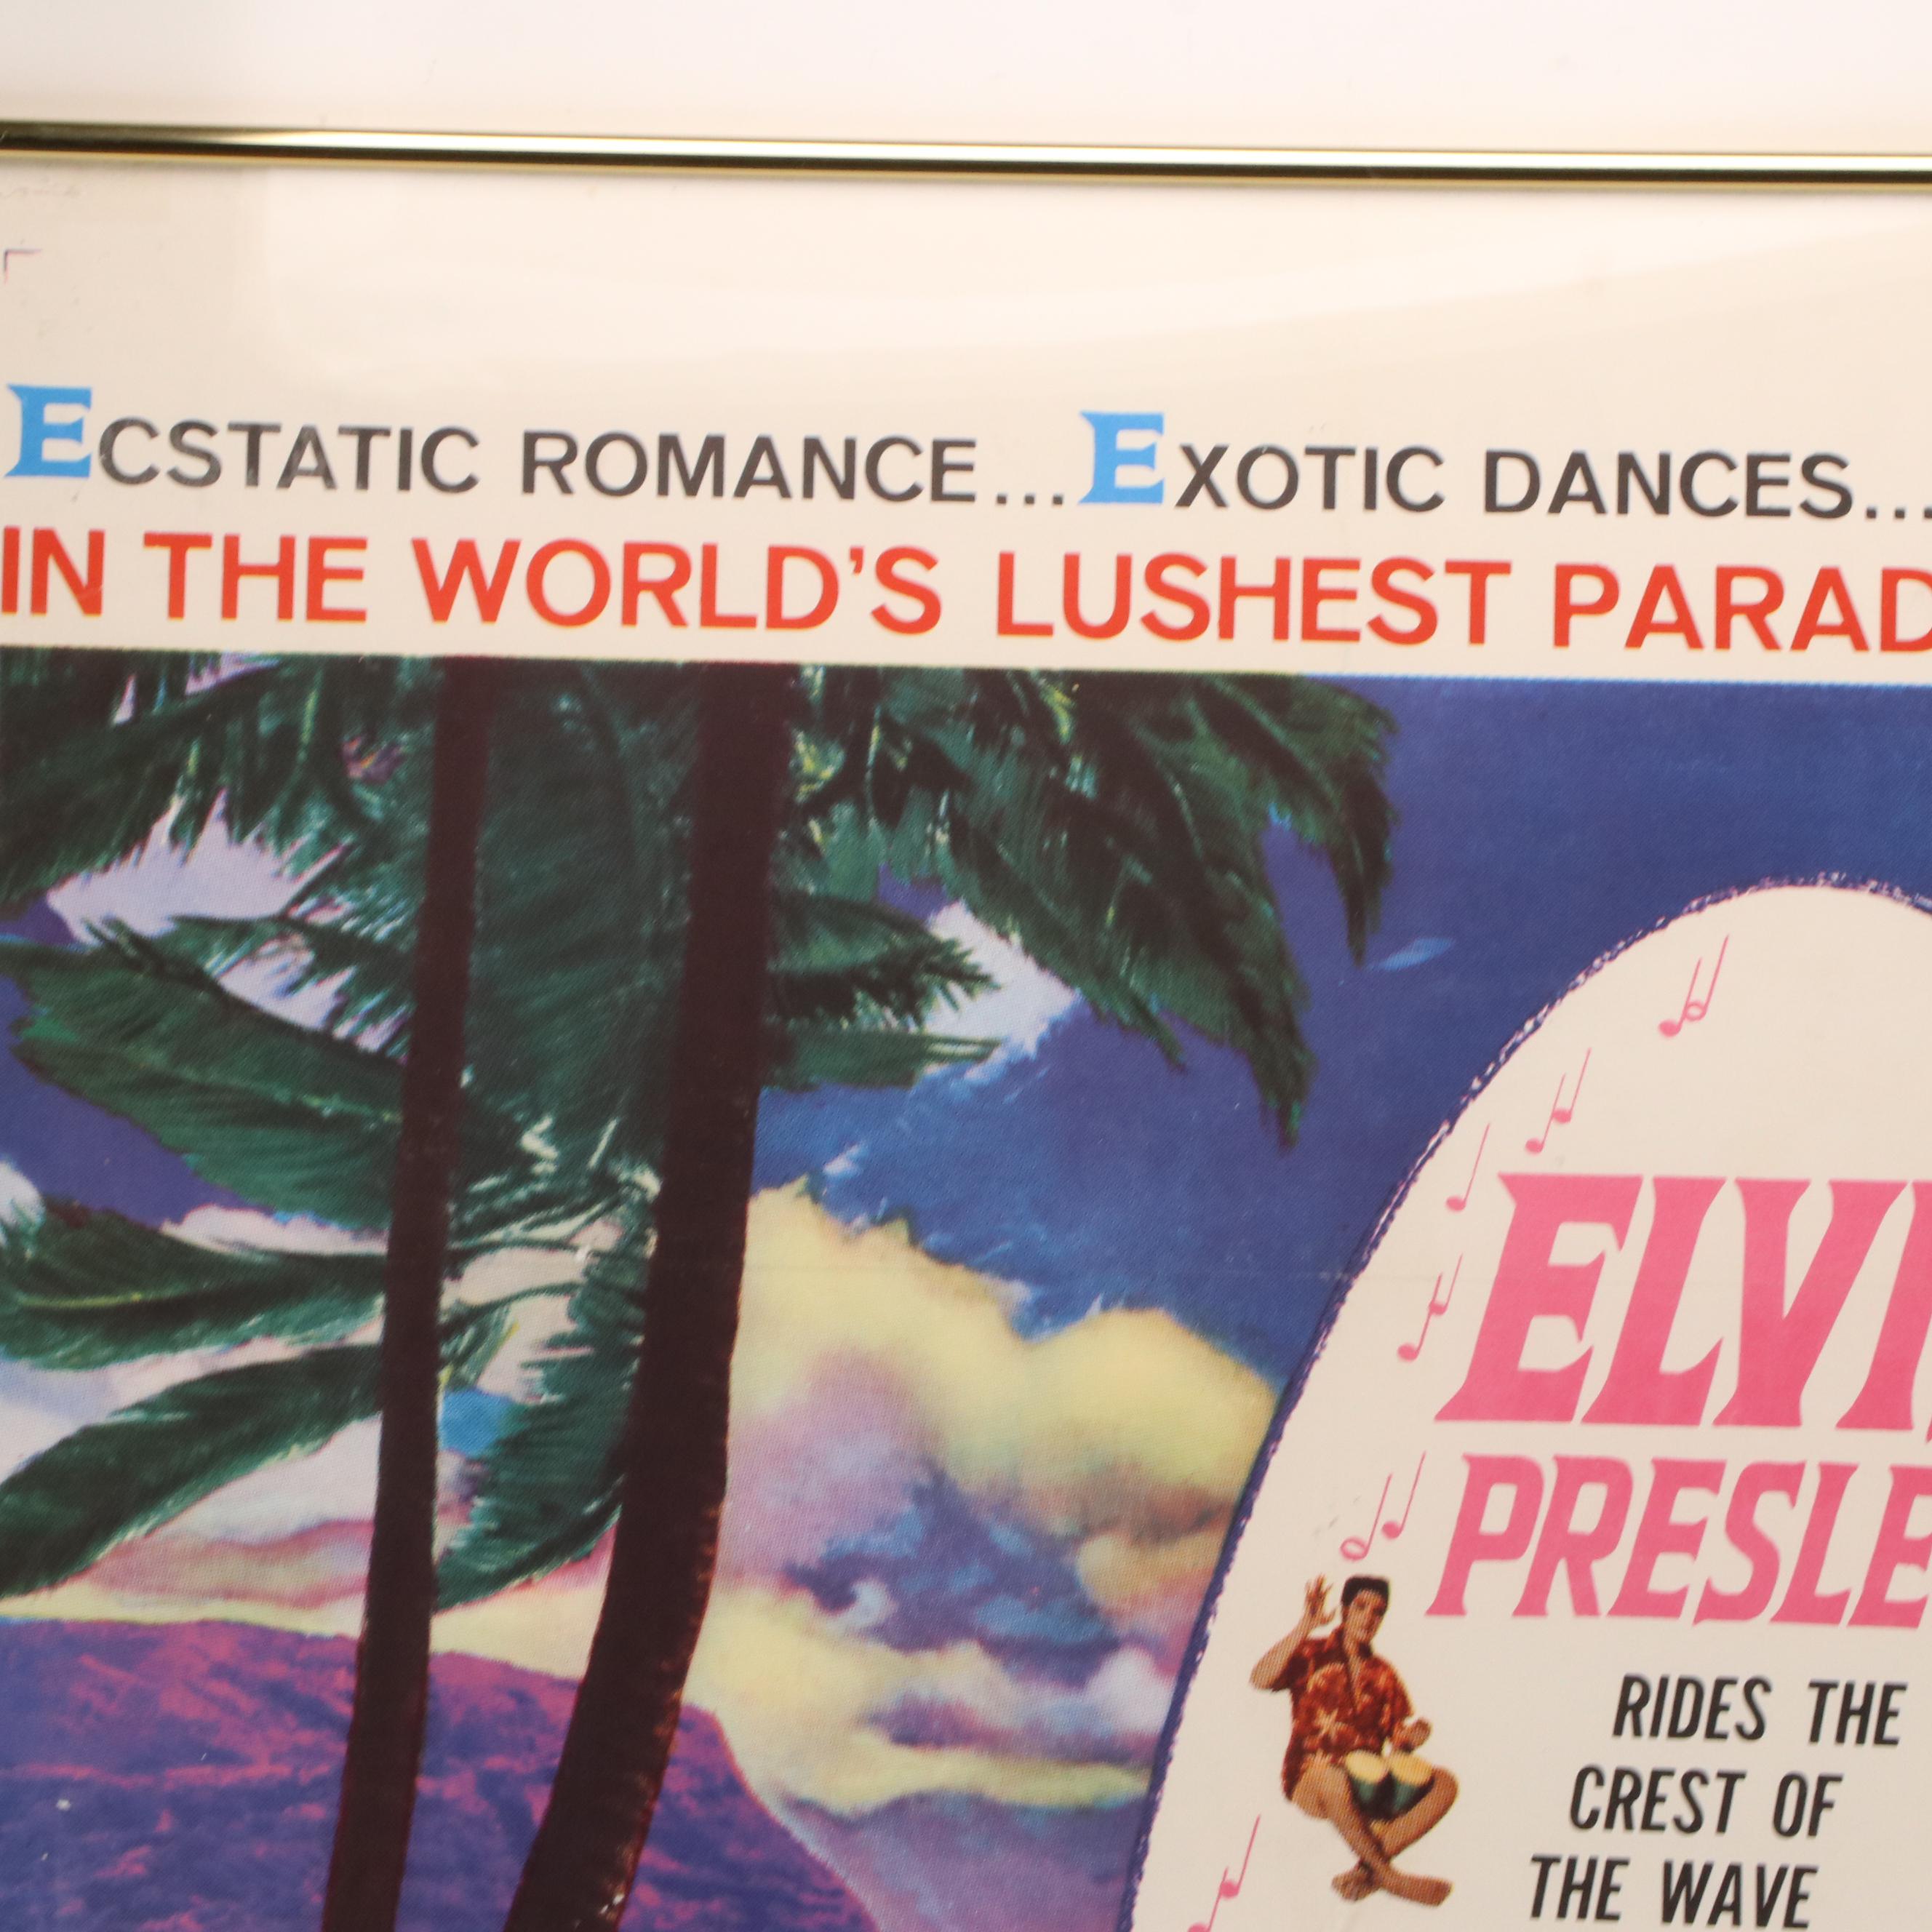 ECSTATIC ROMANCE...EXOTIC DANCES...
IN THE WORLD'S LUSHEST PARAD
ELVI
PRESLE
RIDES THE
CREST OF
THE WAVE